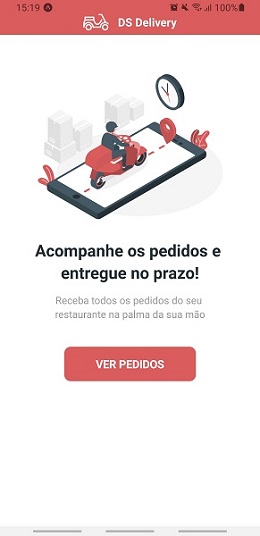 15:19
100%
DS Delivery
Acompanhe os pedidos e
entregue no prazo!
Receba todos os pedidos do seu
restaurante na palma da sua mão
VER PEDIDOS